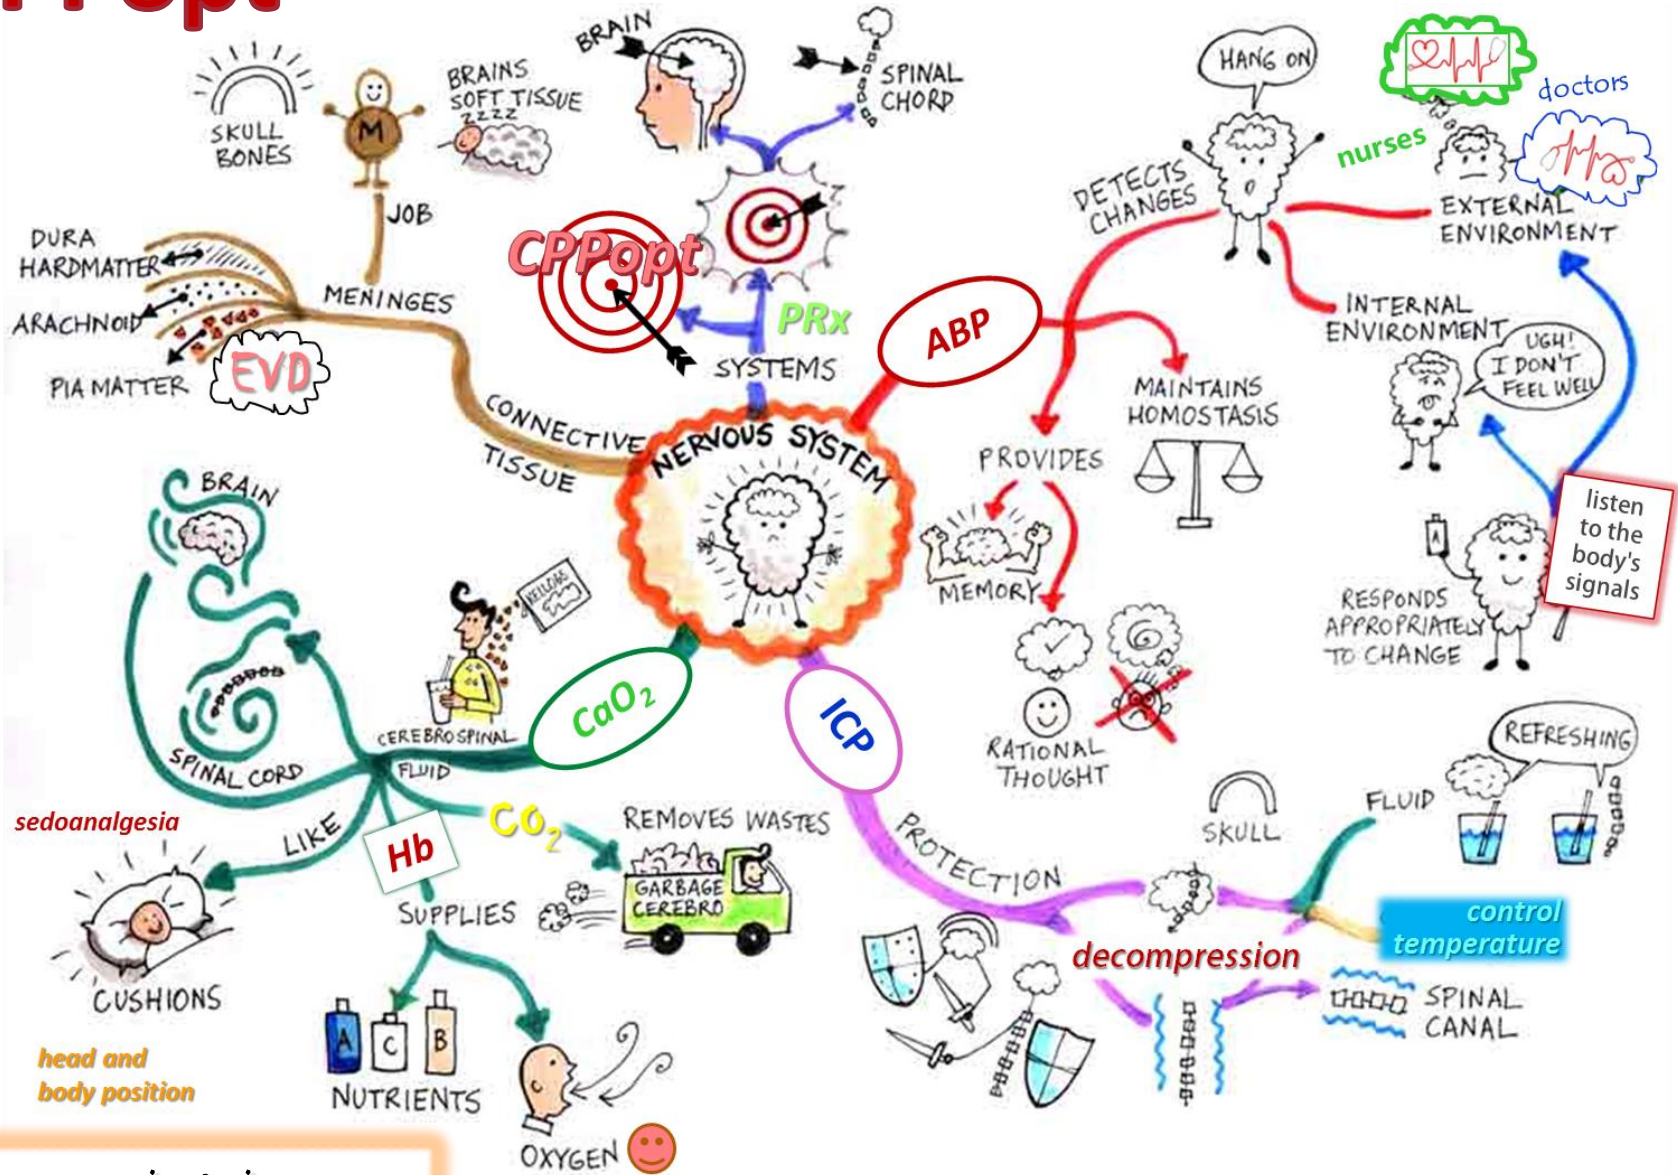 SKULL
BONES
M
JOB
BRAINS
SOFT TISSUE
ZZZZ
DURA
HARDMATTER
ARACHNOID
PIA MATTER
EVD
MENINGES
CONNECTIVE
TISSUE
BRAIN
SPINAL
CHORD
CPPopt
PRx
SYSTEMS
NERVOUS SYSTEM
ABP
DETECTS
CHANGES
HANG ON
nurses
doctors
EXTERNAL
ENVIRONMENT
INTERNAL
ENVIRONMENT
UGH!
I DON'T
FEEL WELL
MAINTAINS
HOMOSTASIS
PROVIDES
MEMORY
RATIONAL
THOUGHT
listen
to the
body's
signals
A
RESPONDS
APPROPRIATELY
TO CHANGE
BRAIN
SPINAL CORD
KELLOGS
CEREBROSPINAL
FLUID
CaO₂
sedoanalgesia
LIKE
CUSHIONS
head and
body position
Hb
SUPPLIES
A
C
B
NUTRIENTS
OXYGEN
CO₂
REMOVES WASTES
GARBAGE
CEREBRO
ICP
PROTECTION
SKULL
FLUID
REFRESHING
control
temperature
decompression
SPINAL
CANAL